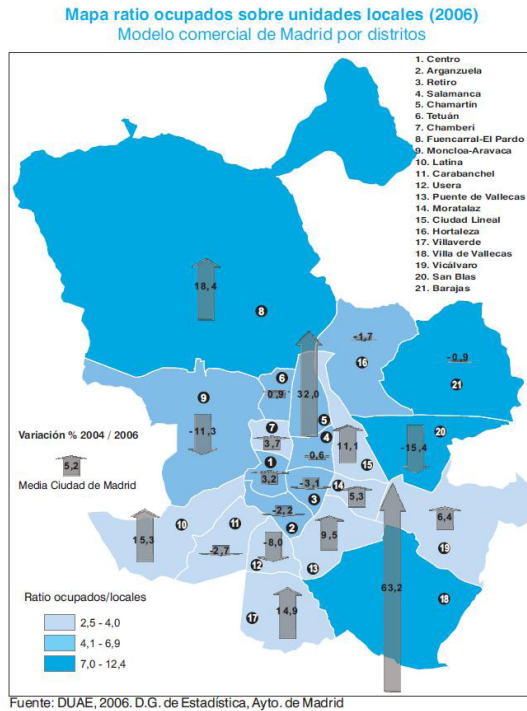 Mapa ratio ocupados sobre unidades locales (2006)
Modelo comercial de Madrid por distritos
1. Centro
2. Arganzuela
3. Retiro
4. Salamanca
5. Chamartín
6. Tetuán
7. Chamberí
8. Fuencarral-El Pardo
9. Moncloa-Aravaca
10. Latina
11. Carabanchel
12. Usera
13. Puente de Vallecas
14. Moratalaz
15. Ciudad Lineal
16. Hortaleza
17. Villaverde
18. Villa de Vallecas
19. Vicálvaro
20. San Blas
21. Barajas
18,4
8
-1,7
16
-0,9
21
6
0,9
32,0
9
-11,3
5
7
3,7
4
-0,6
11,1
15
20
-15,4
1
3,2
-3,1
3
14
5,3
Variación % 2004 / 2006
5,2
Media Ciudad de Madrid
15,3
10
11
-2,7
-2,2
2
-8,0
12
9,5
13
6,4
19
63,2
18
17
14,9
Ratio ocupados/locales
2,5 - 4,0
4,1 - 6,9
7,0 - 12,4
Fuente: DUAE, 2006. D.G. de Estadística, Ayto. de Madrid